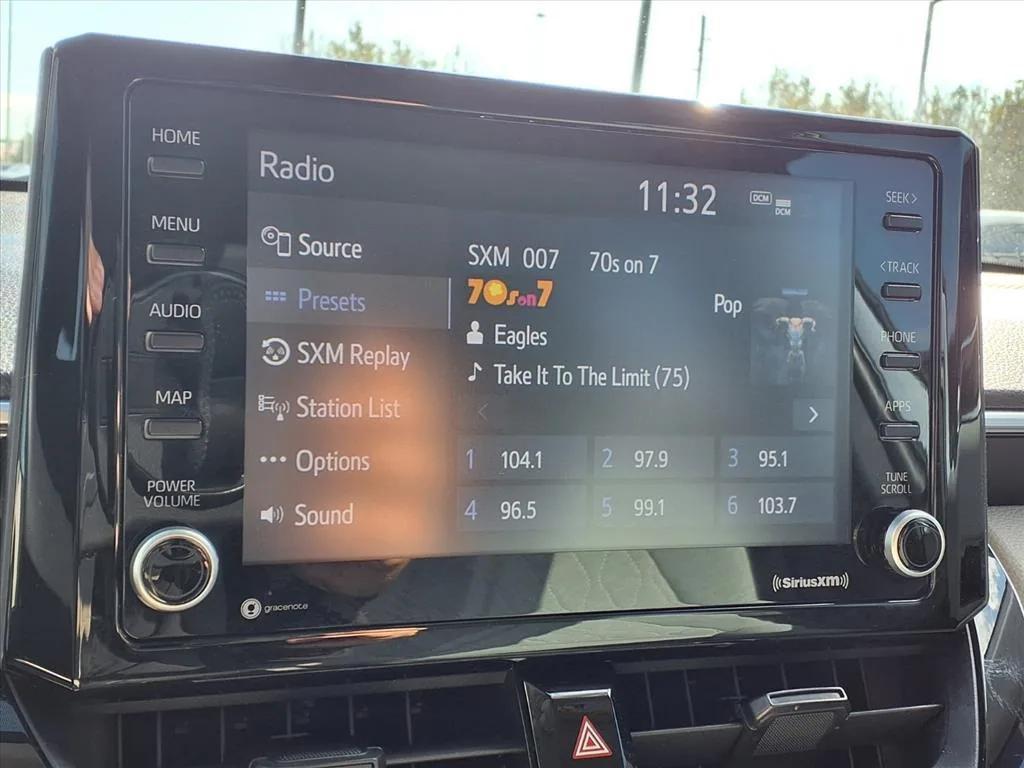 HOME
MENU
AUDIO
MAP
POWER
VOLUME
gracenote
Radio
11:32
DCM
DCM
Source
Presets
SXM Replay
Station List
Options
Sound
SXM 007 70s on 7
70s on 7
Pop
Eagles
Take It To The Limit (75)
1 104.1 2 97.9 3 95.1
4 96.5 5 99.1 6 103.7
SEEK >
< TRACK
PHONE
APPS
TUNE
SCROLL
((SiriusXM))